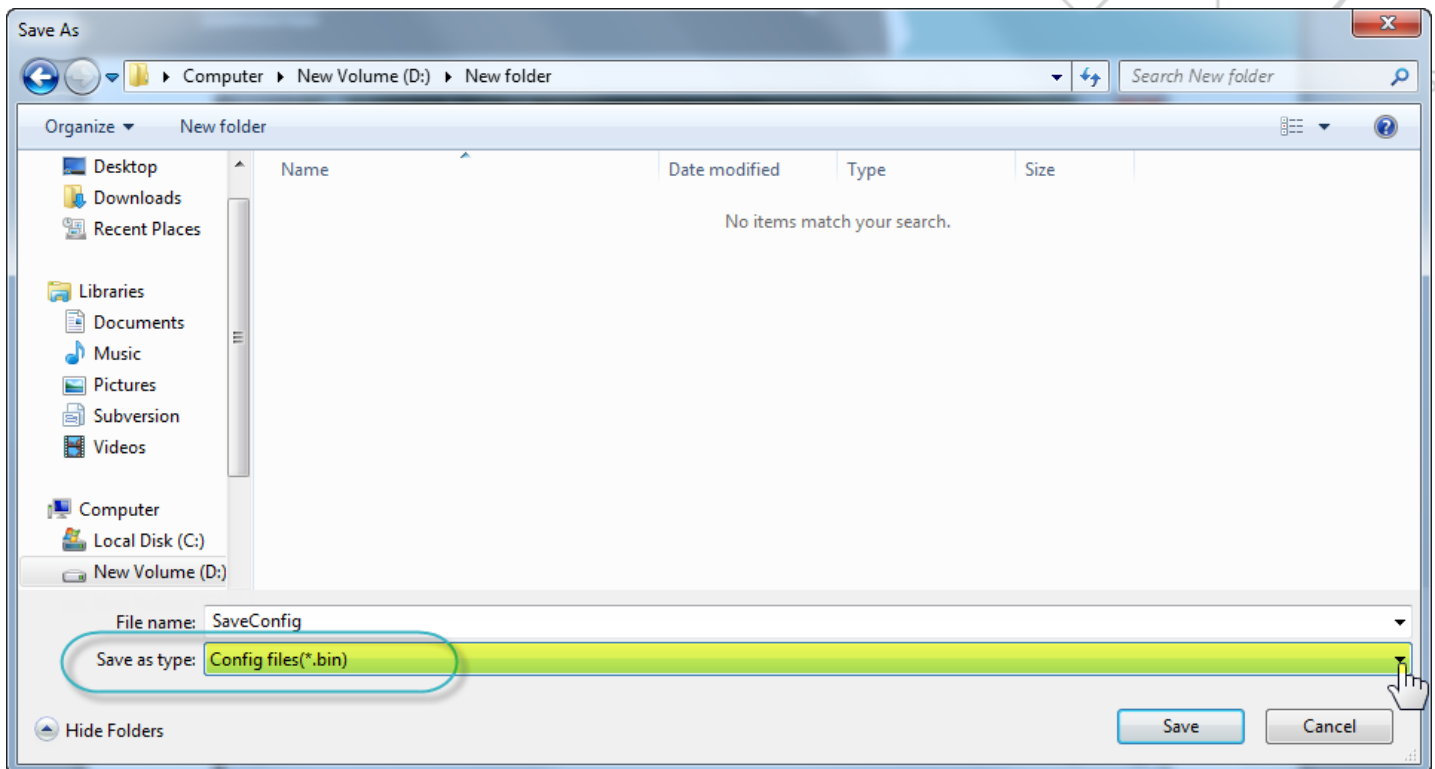 Save As
Computer New Volume (D:) New folder
Search New folder
Organize New folder
Name Date modified Type Size
No items match your search.
Desktop
Downloads
Recent Places
Libraries
Documents
Music
Pictures
Subversion
Videos
Computer
Local Disk (C:)
New Volume (D:)
File name: SaveConfig
Save as type: Config files(*.bin)
Hide Folders Save Cancel